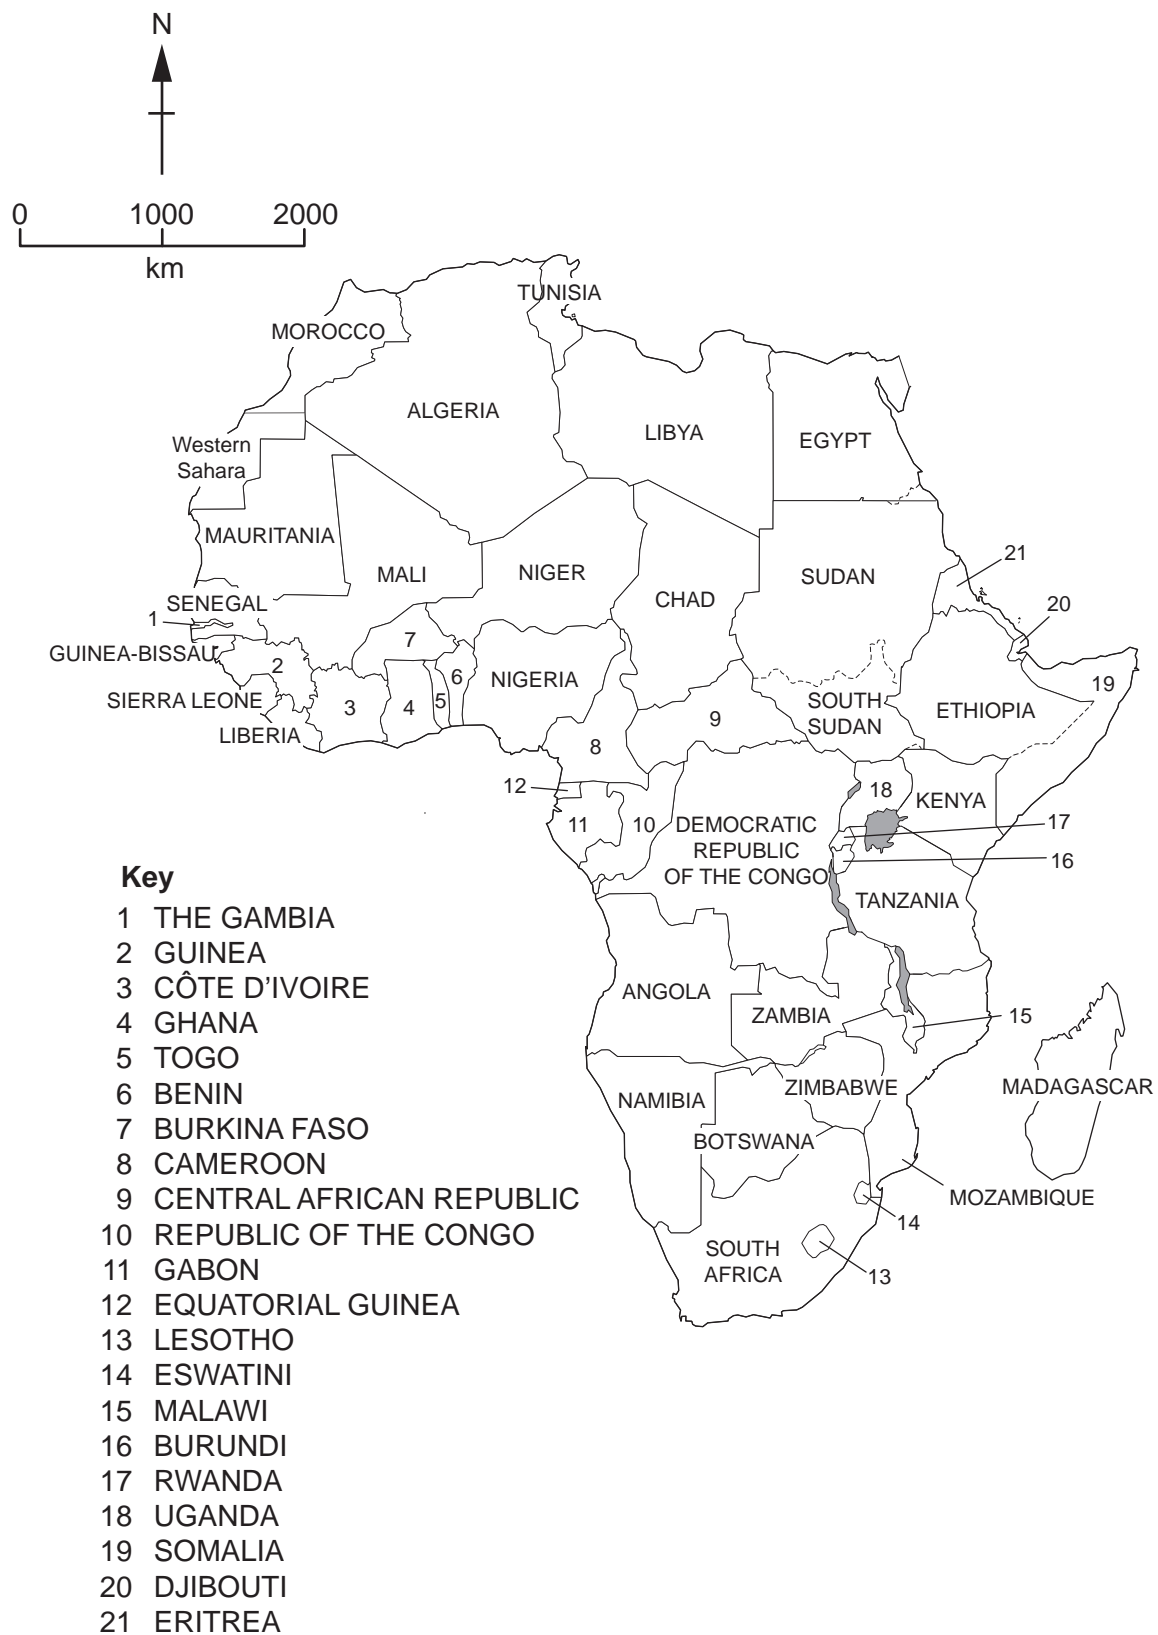 N
0 1000 2000
km
TUNISIA
MOROCCO
ALGERIA
LIBYA
EGYPT
Western
Sahara
MAURITANIA
MALI
NIGER
CHAD
SUDAN
21
20
SENEGAL
1
7
GUINEA-BISSAU
2
6
NIGERIA
19
SIERRA LEONE
3
4
5
9
SOUTH
SUDAN
ETHIOPIA
LIBERIA
8
12
18
KENYA
11
10
DEMOCRATIC
REPUBLIC
OF THE CONGO
17
16
TANZANIA
ANGOLA
ZAMBIA
15
ZIMBABWE
MADAGASCAR
NAMIBIA
BOTSWANA
MOZAMBIQUE
14
SOUTH
AFRICA
13
Key
1 THE GAMBIA
2 GUINEA
3 CÔTE D’IVOIRE
4 GHANA
5 TOGO
6 BENIN
7 BURKINA FASO
8 CAMEROON
9 CENTRAL AFRICAN REPUBLIC
10 REPUBLIC OF THE CONGO
11 GABON
12 EQUATORIAL GUINEA
13 LESOTHO
14 ESWATINI
15 MALAWI
16 BURUNDI
17 RWANDA
18 UGANDA
19 SOMALIA
20 DJIBOUTI
21 ERITREA